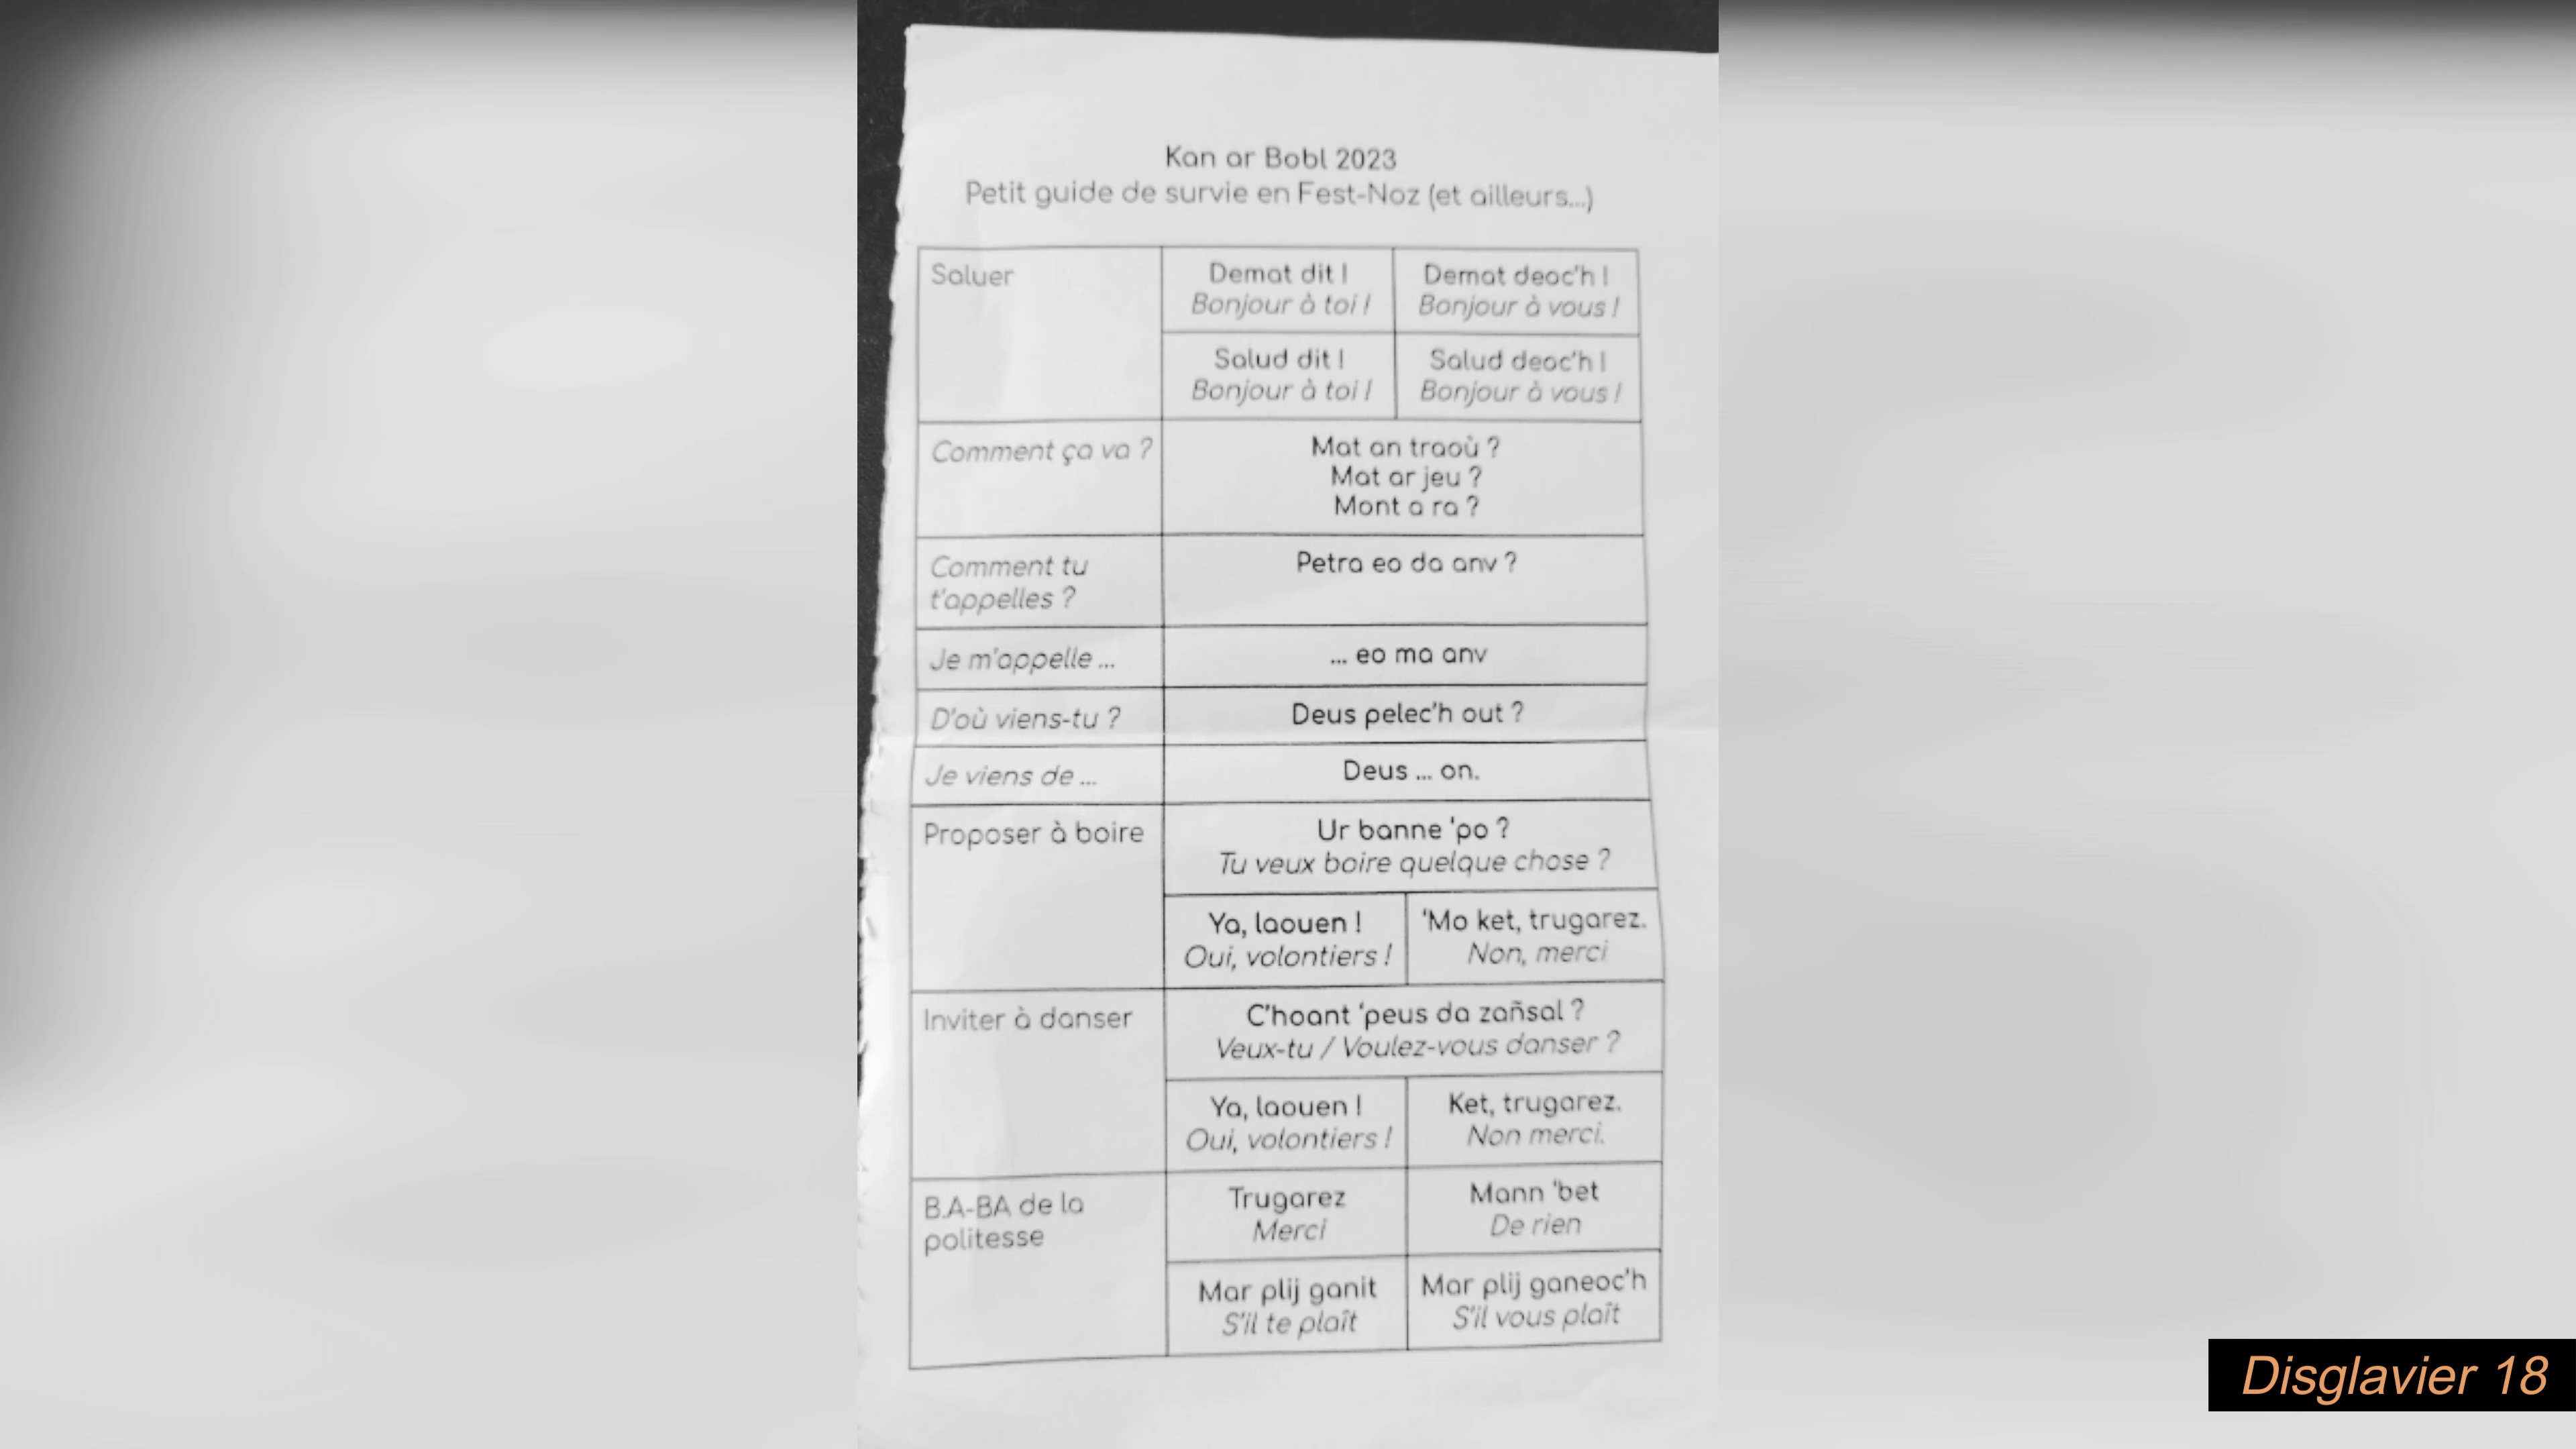 Kan ar Bobl 2023
Petit guide de survie en Fest-Noz (et ailleurs...)
Saluer
Demat dit !
Bonjour à toi !
Demat deoc'h !
Bonjour à vous !
Salud dit !
Bonjour à toi !
Salud deoc'h !
Bonjour à vous !
Comment ça va ?
Mat an traoù ?
Mat ar jeu ?
Mont a ra ?
Comment tu
t'appelles ?
Petra eo da anv ?
Je m'appelle ...
... eo ma anv
D'où viens-tu ?
Deus pelec'h out ?
Je viens de ...
Deus ... on.
Proposer à boire
Ur banne 'po ?
Tu veux boire quelque chose ?
Ya, laouen !
Oui, volontiers !
'Mo ket, trugarez.
Non, merci
Inviter à danser
C'hoant 'peus da zañsal ?
Veux-tu / Voulez-vous danser ?
Ya, laouen !
Oui, volontiers !
Ket, trugarez.
Non merci.
B.A-BA de la
politesse
Trugarez
Merci
Mann 'bet
De rien
Mar plij ganit
S'il te plaît
Mar plij ganeoc'h
S'il vous plaît
Disglavier 18